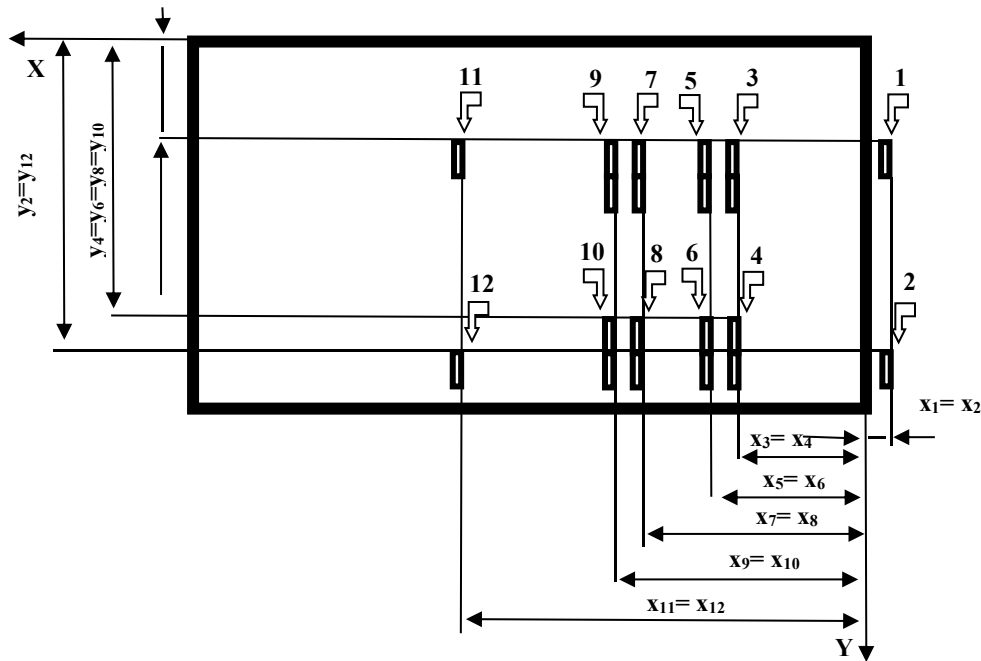 X
11
9
7
5
3
1
y₂=y₁₂
y₄=y₆=y₈=y₁₀
12
10
8
6
4
2
x₁= x₂
x₃= x₄
x₅= x₆
x₇= x₈
x₉= x₁₀
x₁₁= x₁₂
Y